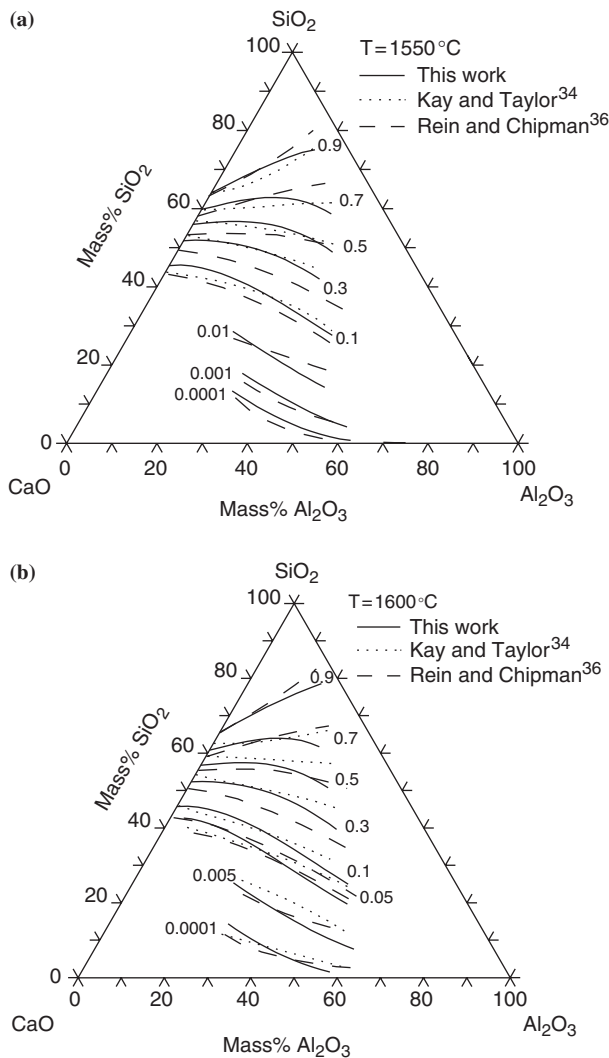 (a)
SiO2
100
T=1550°C
This work
Kay and Taylor34
Rein and Chipman36
80
0.9
Mass% SiO2
60
0.7
0.5
40
0.3
0.1
0.01
20
0.001
0.0001
0
0 20 40 60 80 100
CaO
Mass% Al2O3
Al2O3
(b)
SiO2
100
T=1600°C
This work
Kay and Taylor34
Rein and Chipman36
80
0.9
Mass% SiO2
60
0.7
0.5
40
0.3
0.1
0.05
20
0.005
0.0001
0
0 20 40 60 80 100
CaO
Mass% Al2O3
Al2O3